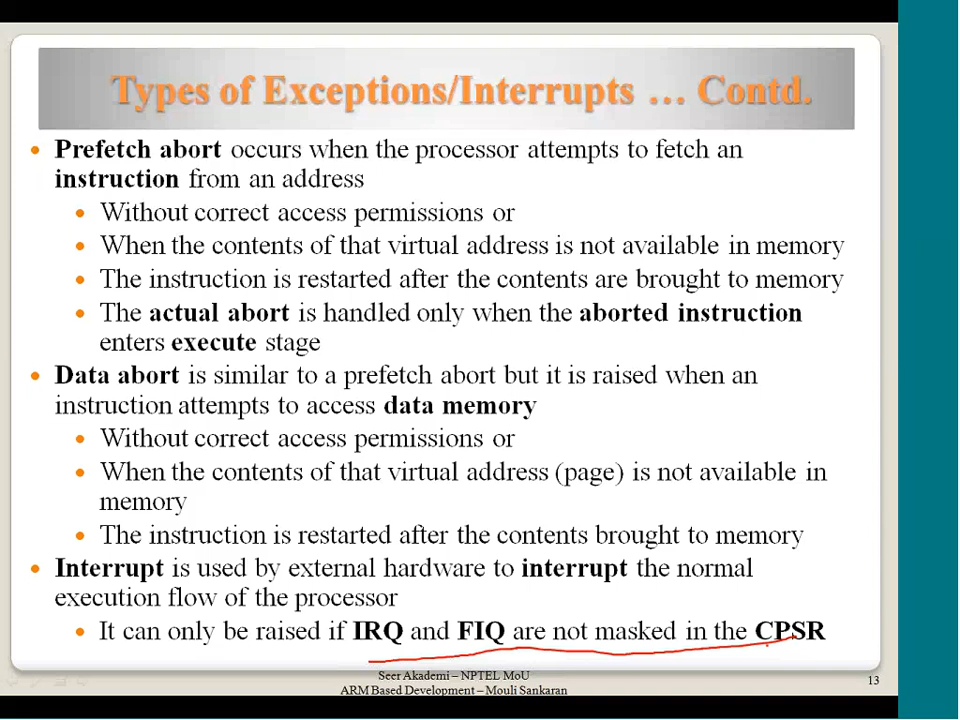 Types of Exceptions/Interrupts ... Contd.
Prefetch abort occurs when the processor attempts to fetch an
instruction from an address
Without correct access permissions or
When the contents of that virtual address is not available in memory
The instruction is restarted after the contents are brought to memory
The actual abort is handled only when the aborted instruction
enters execute stage
Data abort is similar to a prefetch abort but it is raised when an
instruction attempts to access data memory
Without correct access permissions or
When the contents of that virtual address (page) is not available in
memory
The instruction is restarted after the contents brought to memory
Interrupt is used by external hardware to interrupt the normal
execution flow of the processor
It can only be raised if IRQ and FIQ are not masked in the CPSR
Seer Akademi – NPTEL MoU
ARM Based Development – Mouli Sankaran
13